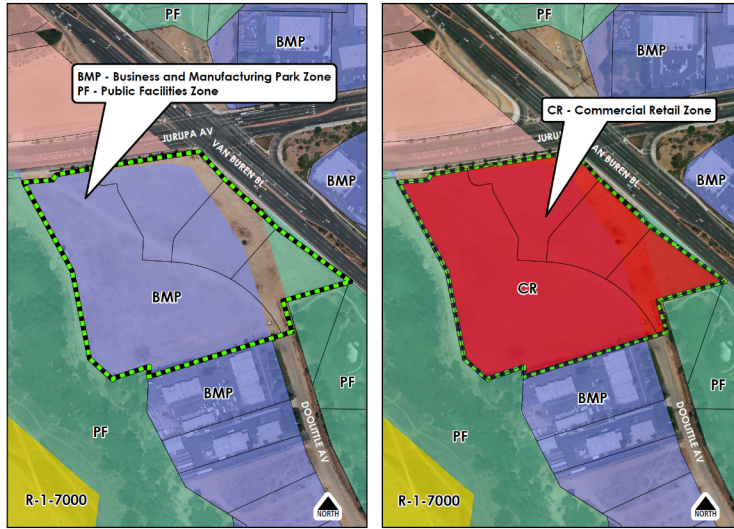 PF
BMP
BMP - Business and Manufacturing Park Zone
PF - Public Facilities Zone
JURUPA AV
VAN BUREN BL
BMP
BMP
BMP
PF
PF
DOOLITTLE AV
R-1-7000
NORTH
PF
BMP
CR - Commercial Retail Zone
JURU
AN BUREN BL
BMP
CR
BMP
PF
PF
DOOLITTLE AV
R-1-7000
NORTH